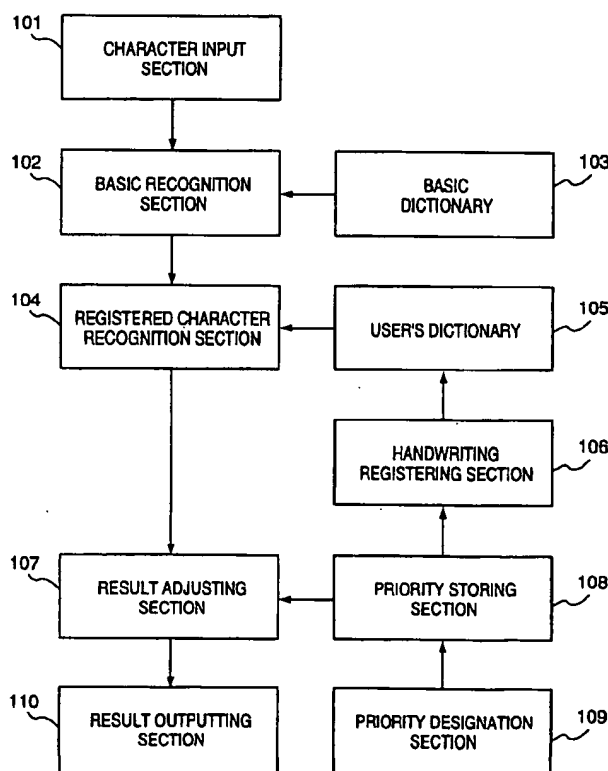 101
CHARACTER INPUT
SECTION
102
BASIC RECOGNITION
SECTION
103
BASIC
DICTIONARY
104
REGISTERED CHARACTER
RECOGNITION SECTION
105
USER'S DICTIONARY
106
HANDWRITING
REGISTERING SECTION
107
RESULT ADJUSTING
SECTION
108
PRIORITY STORING
SECTION
110
RESULT OUTPUTTING
SECTION
109
PRIORITY DESIGNATION
SECTION